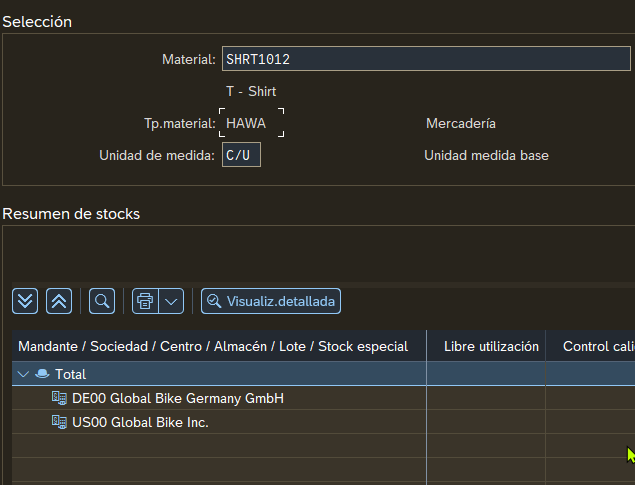 Selección
Material: SHRT1012
T - Shirt
Tp.material: HAWA Mercadería
Unidad de medida: C/U Unidad medida base
Resumen de stocks
Visualiz.detallada
Mandante / Sociedad / Centro / Almacén / Lote / Stock especial Libre utilización Control cali
Total
DE00 Global Bike Germany GmbH
US00 Global Bike Inc.